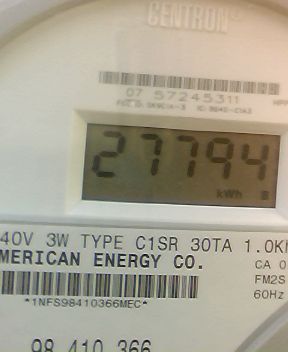 CENTRON
07 57245311
27794
kWh
40V 3W TYPE C1SR 30TA 1.0K
MERICAN ENERGY CO.
CA 0
FM2S
*1NFS98410366MEC*
60Hz
98 410 366